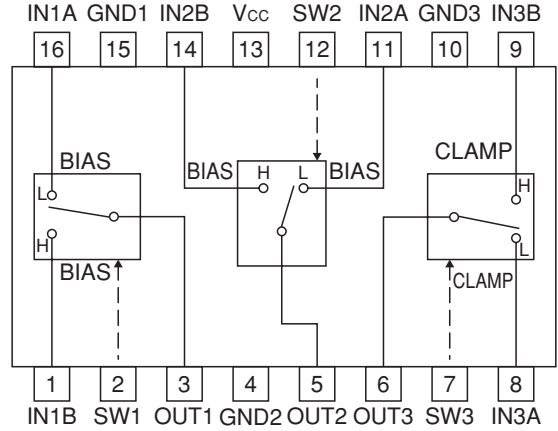 IN1A GND1 IN2B Vcc SW2 IN2A GND3 IN3B
16 15 14 13 12 11 10 9
BIAS CLAMP
BIAS H L BIAS
L H
H L
BIAS CLAMP
1 2 3 4 5 6 7 8
IN1B SW1 OUT1 GND2 OUT2 OUT3 SW3 IN3A